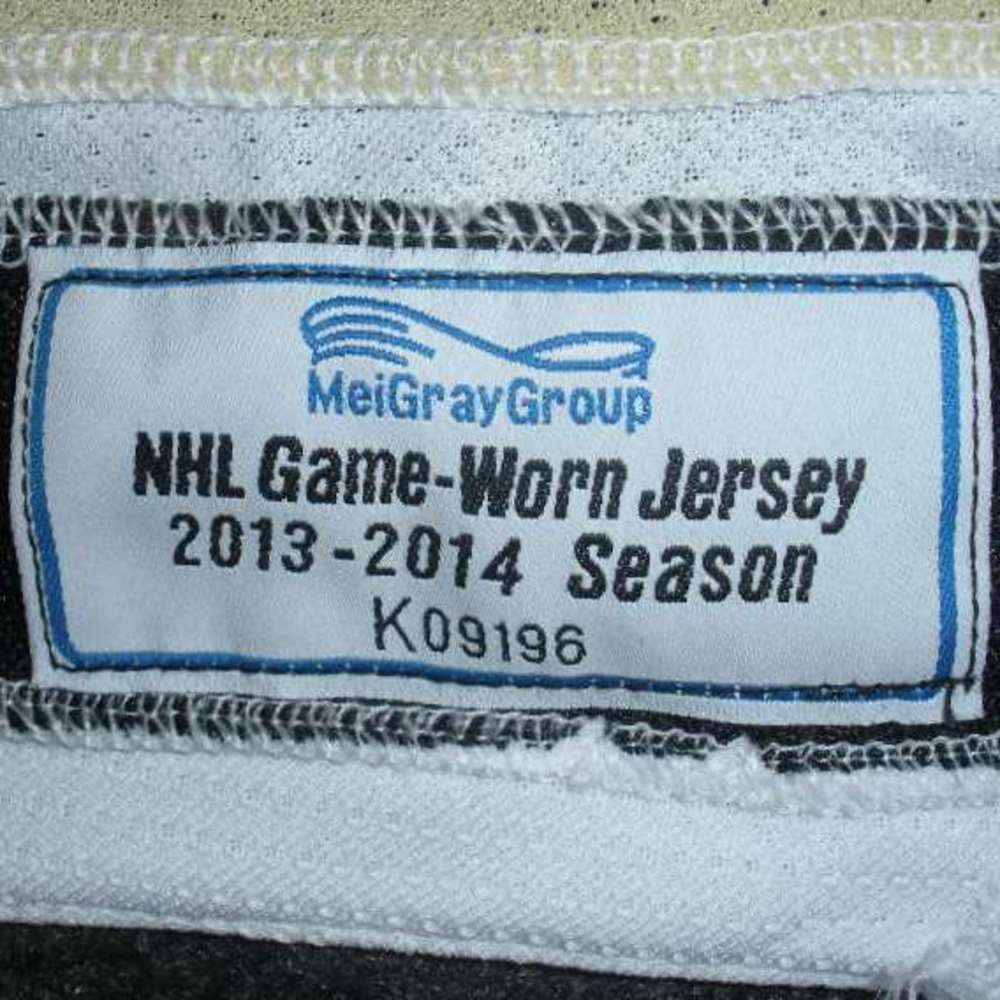 MeiGrayGroup
NHL Game-Worn Jersey
2013-2014 Season
K09196